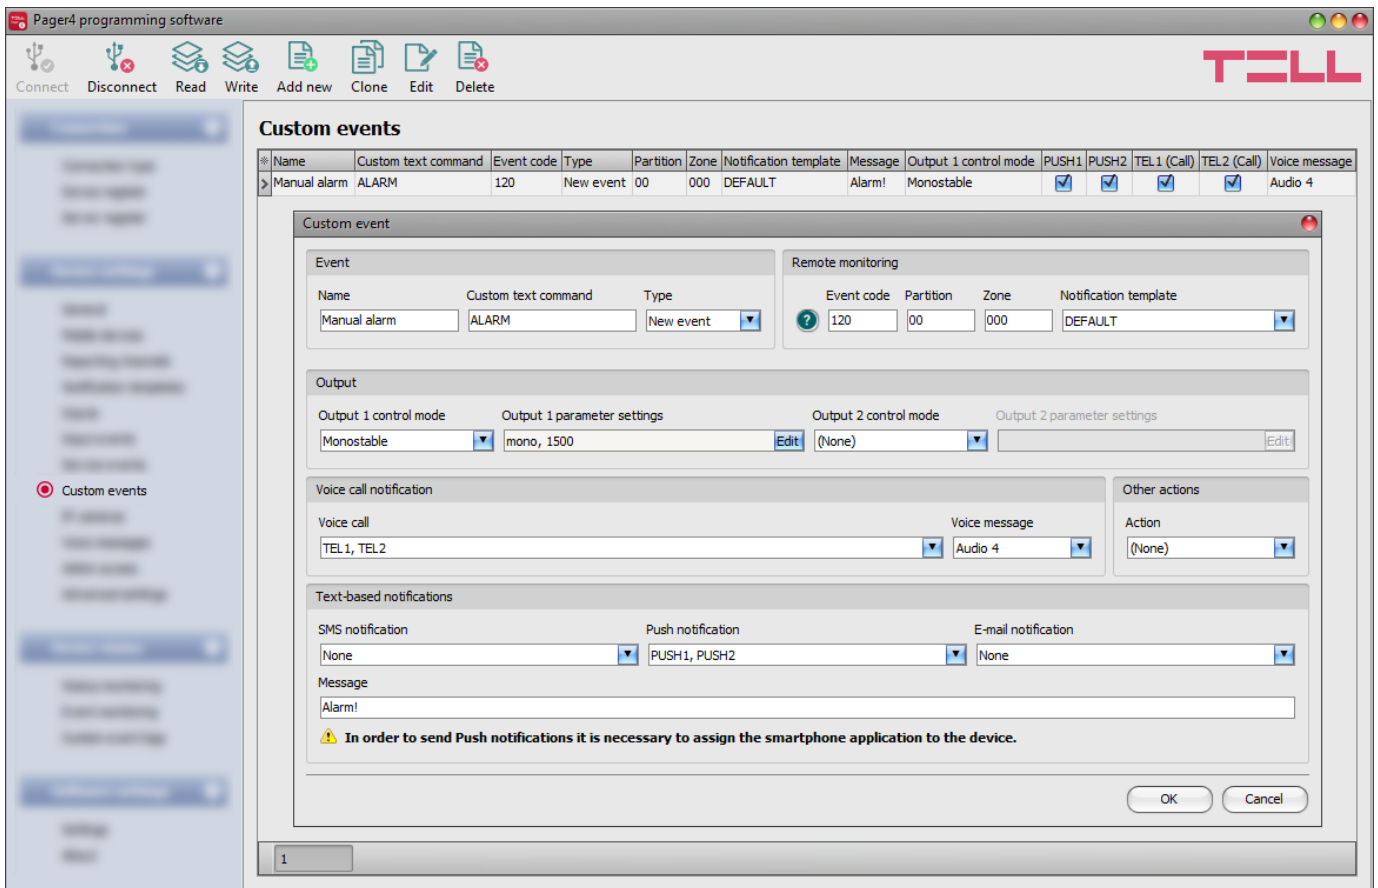 Pager4 programming software
Connect Disconnect Read Write Add new Clone Edit Delete
TELL
Custom events
Name Custom text command Event code Type Partition Zone Notification template Message Output 1 control mode PUSH1 PUSH2 TEL1 (Call) TEL2 (Call) Voice message
Manual alarm ALARM 120 New event 00 000 DEFAULT Alarm! Monostable Audio 4
Custom event
Event Remote monitoring
Name Custom text command Type Event code Partition Zone Notification template
Manual alarm ALARM New event ? 120 00 000 DEFAULT
Output
Output 1 control mode Output 1 parameter settings Output 2 control mode Output 2 parameter settings
Monostable mono, 1500 Edit (None) Edit
Custom events
Voice call notification Other actions
Voice call Voice message Action
TEL1, TEL2 Audio 4 (None)
Text-based notifications
SMS notification Push notification E-mail notification
None PUSH1, PUSH2 None
Message
Alarm!
In order to send Push notifications it is necessary to assign the smartphone application to the device.
OK Cancel
1